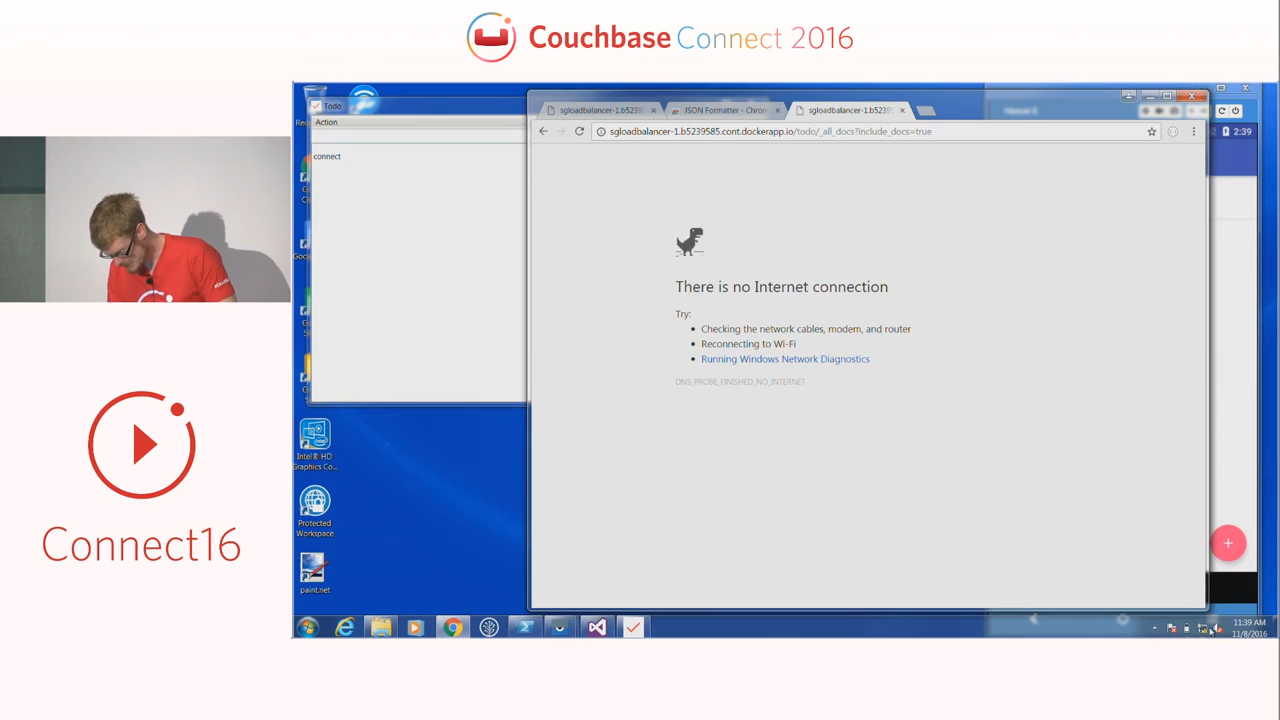 Couchbase Connect 2016
Todo
Action
connect
sgloadbalancer-1.b5239
JSON Formatter - Chrom
sgloadbalancer-1.b5239
sgloadbalancer-1.b5239585.cont.dockerapp.io/todo/_all_docs?include_docs=true
2:39
There is no Internet connection
Try:
Checking the network cables, modem, and router
Reconnecting to Wi-Fi
Running Windows Network Diagnostics
DNS_PROBE_FINISHED_NO_INTERNET
Intel® HD
Graphics Co...
Protected
Workspace
paint.net
Connect16
11:39 AM
11/8/2016